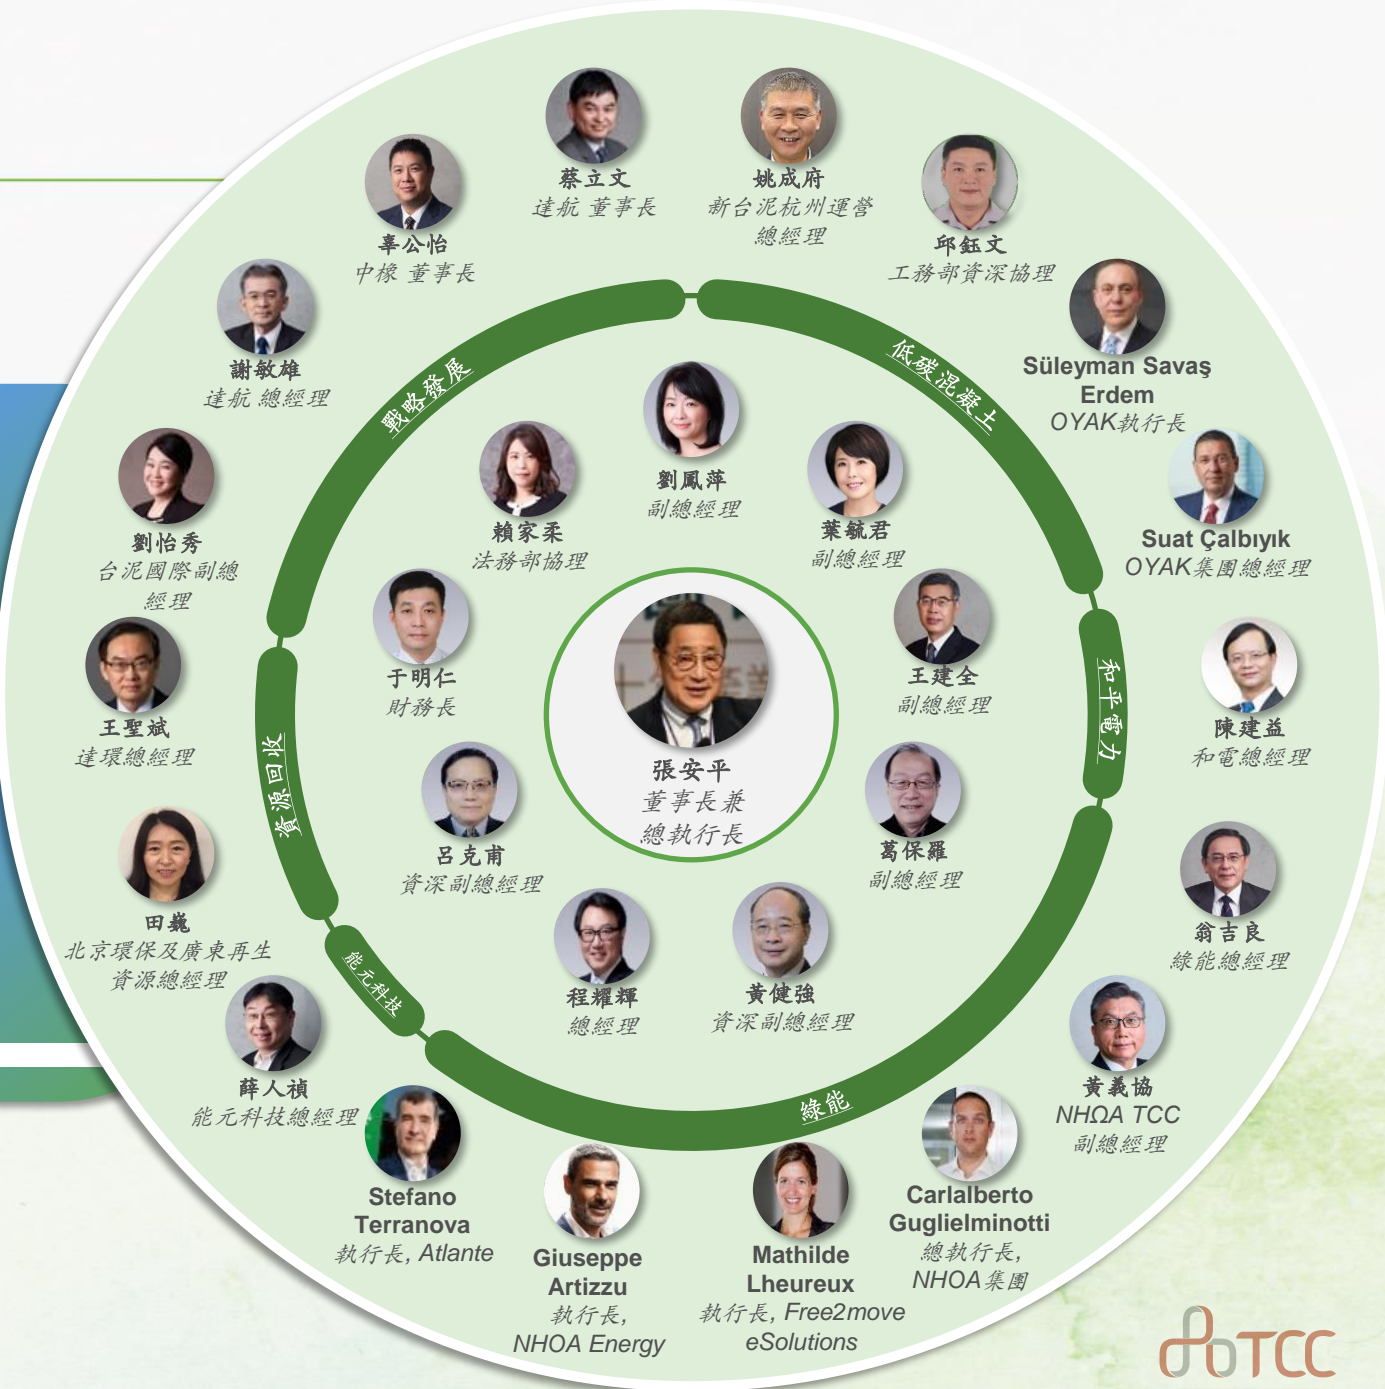 蔡立文
達航 董事長
姚成府
新台泥杭州運營
總經理
辜公怡
中橡 董事長
邱鈺文
工務部資深協理
謝敏雄
達航 總經理
Süleyman Savaş
Erdem
OYAK執行長
劉怡秀
台泥國際副總
經理
Suat Çalbıyık
OYAK集團總經理
王聖斌
達環總經理
陳建益
和電總經理
田巍
北京環保及廣東再生
資源總經理
翁吉良
綠能總經理
薛人禎
能元科技總經理
黃義協
NHΩA TCC
副總經理
Stefano
Terranova
執行長, Atlante
Giuseppe
Artizzu
執行長,
NHOA Energy
Mathilde
Lheureux
執行長, Free2move
eSolutions
Carlalberto
Guglielminotti
總執行長,
NHOA集團
戰略發展
低碳混凝土
和平電力
綠能
能元科技
資源回收
劉鳳萍
副總經理
賴家柔
法務部協理
葉毓君
副總經理
于明仁
財務長
王建全
副總經理
呂克甫
資深副總經理
葛保羅
副總經理
程耀輝
總經理
黃健強
資深副總經理
張安平
董事長兼
總執行長
TCC